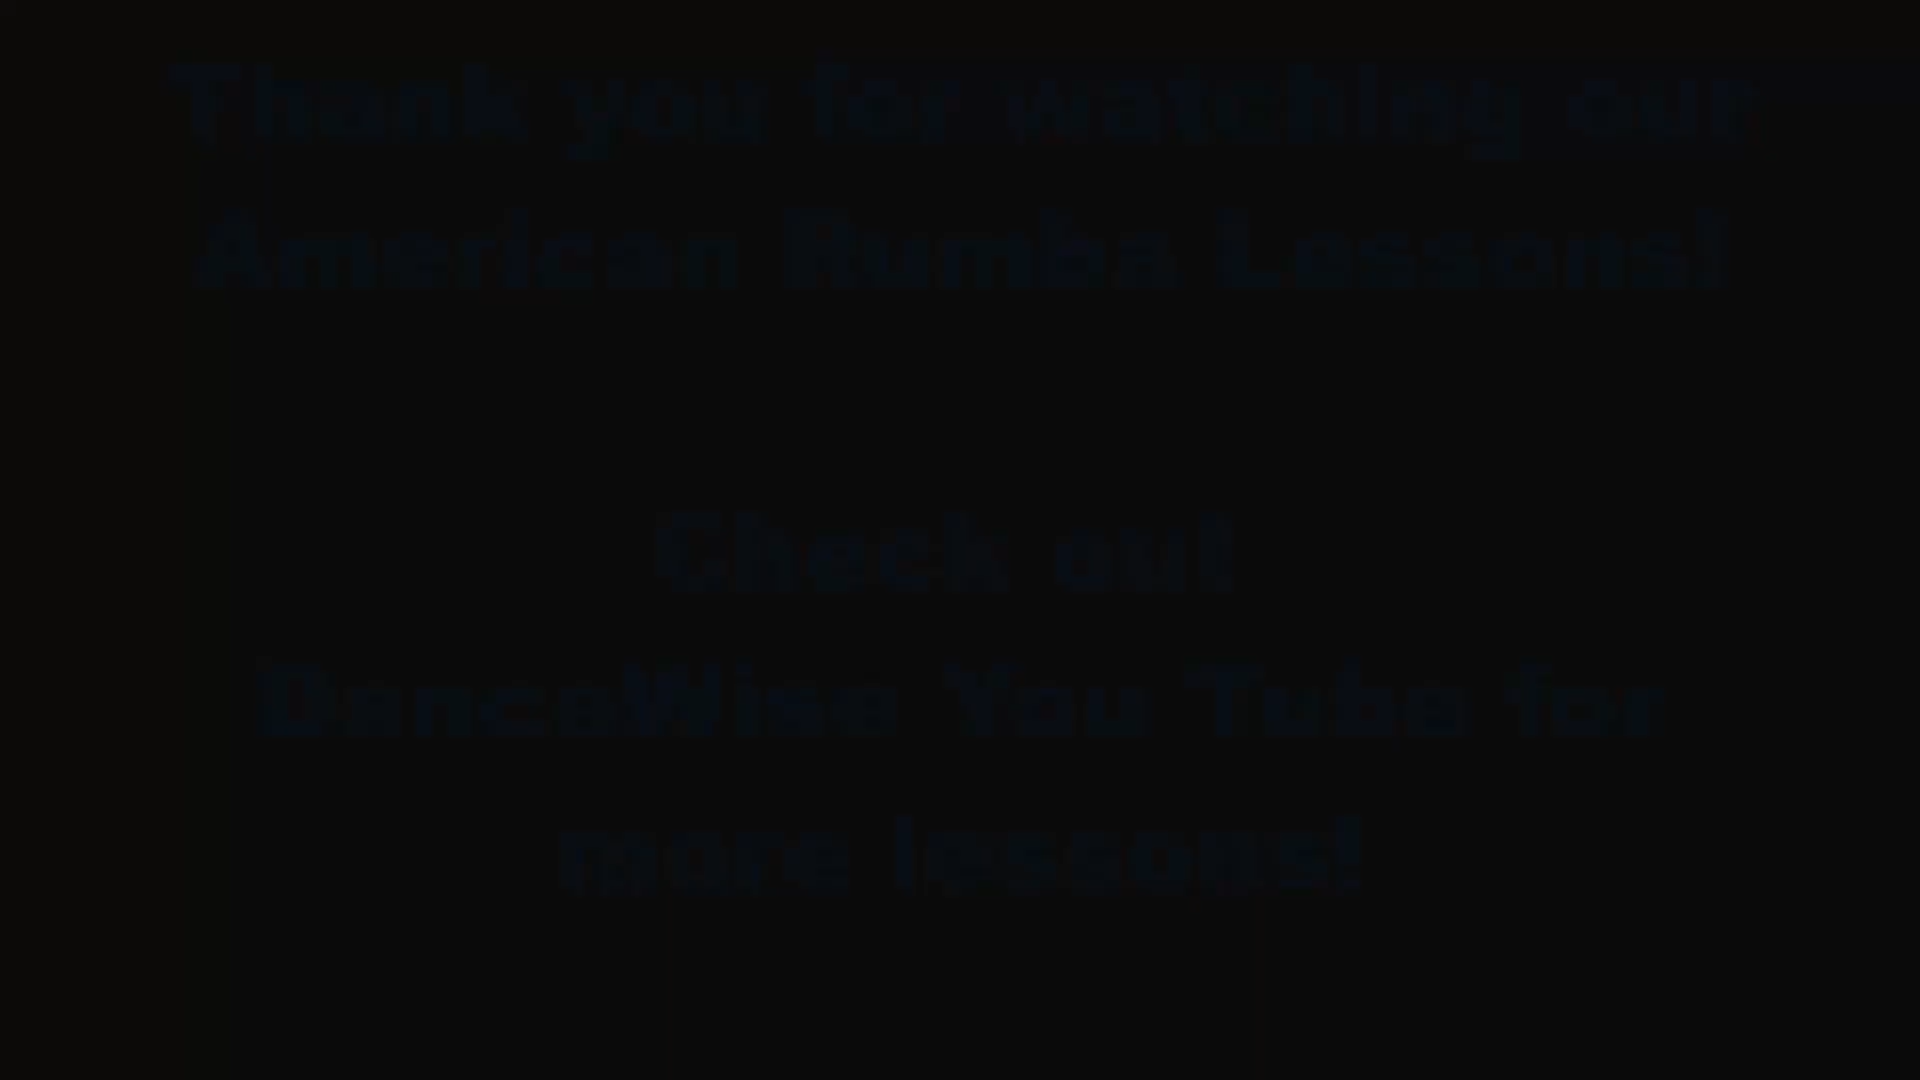 Thank you for watching our
American Rumba Lessons!
Check out
DanceWise You Tube for
more lessons!